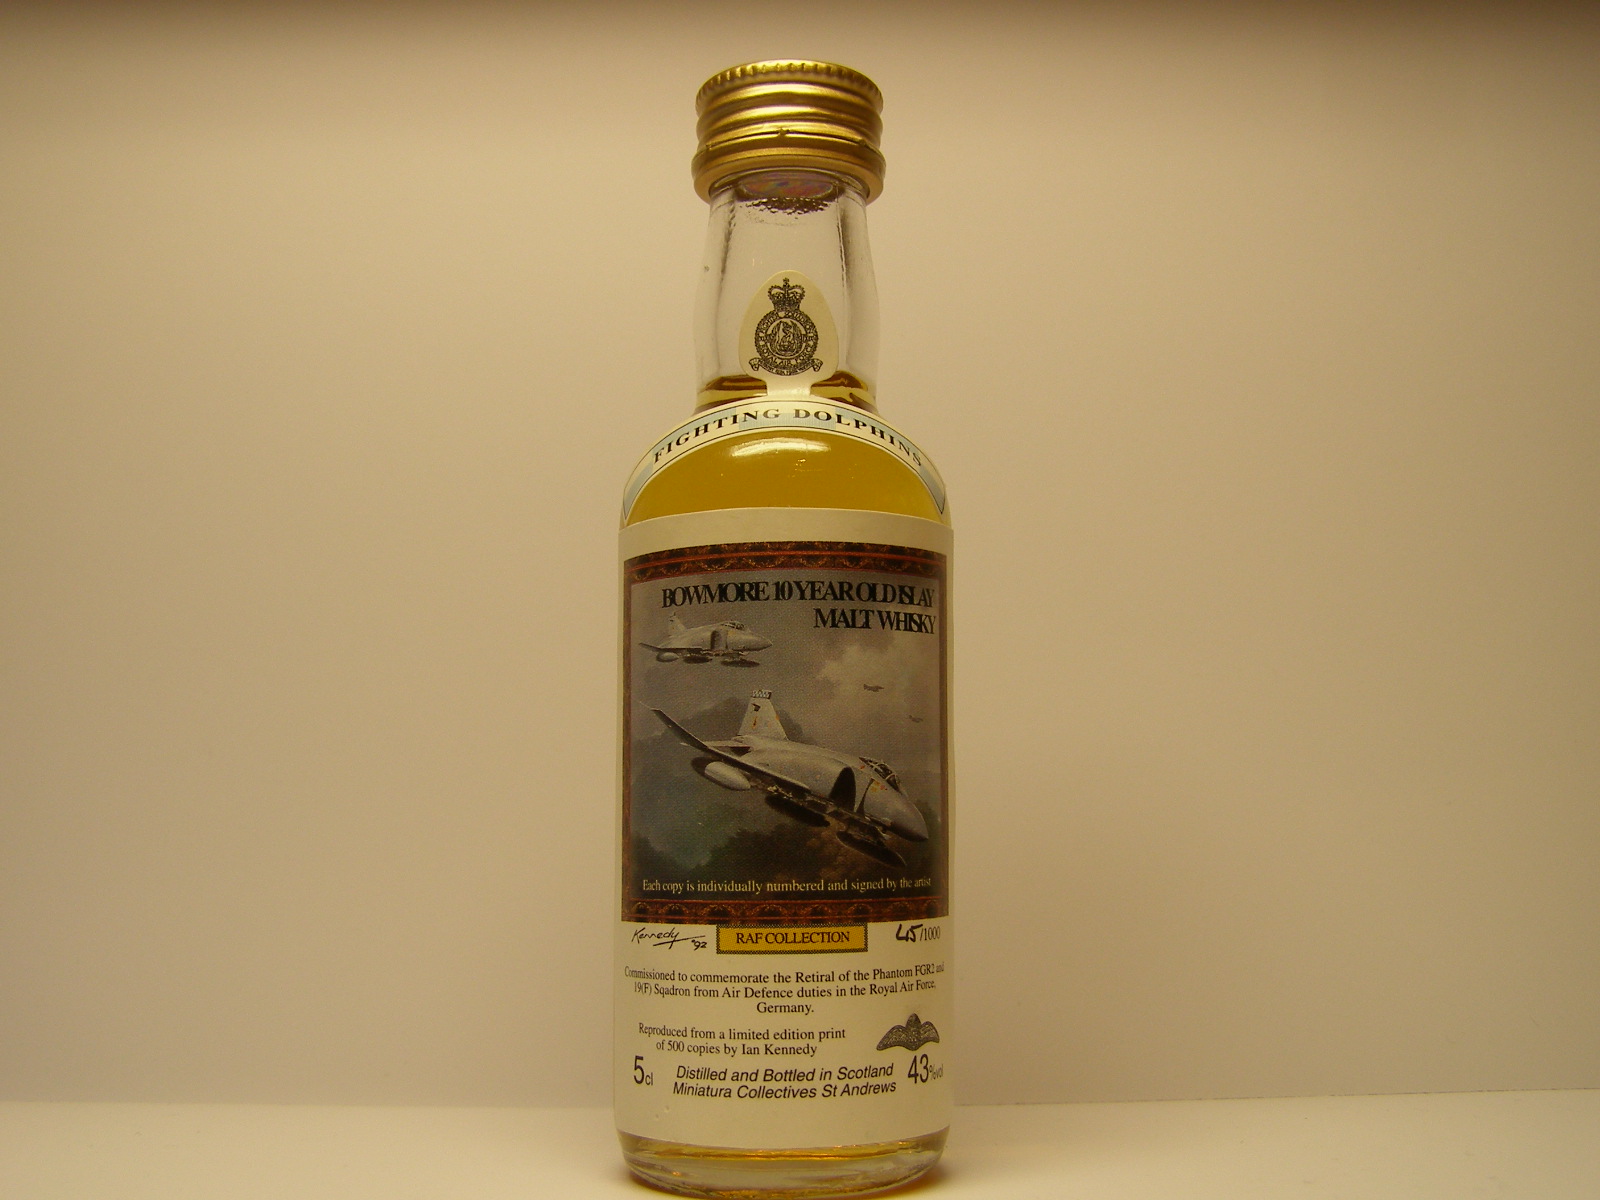 ROYAL AIR FORCE
FIGHTING DOLPHINS
BOWMORE 10 YEAR OLD ISLAY
MALT WHISKY
Each copy is individually numbered and signed by the artist
Kennedy '92
RAF COLLECTION
45/1000
Commissioned to commemorate the Retiral of the Phantom FGR2 and
19(F) Sqadron from Air Defence duties in the Royal Air Force,
Germany.
Reproduced from a limited edition print
of 500 copies by Ian Kennedy
5cl
Distilled and Bottled in Scotland
Miniatura Collectives St Andrews
43%vol